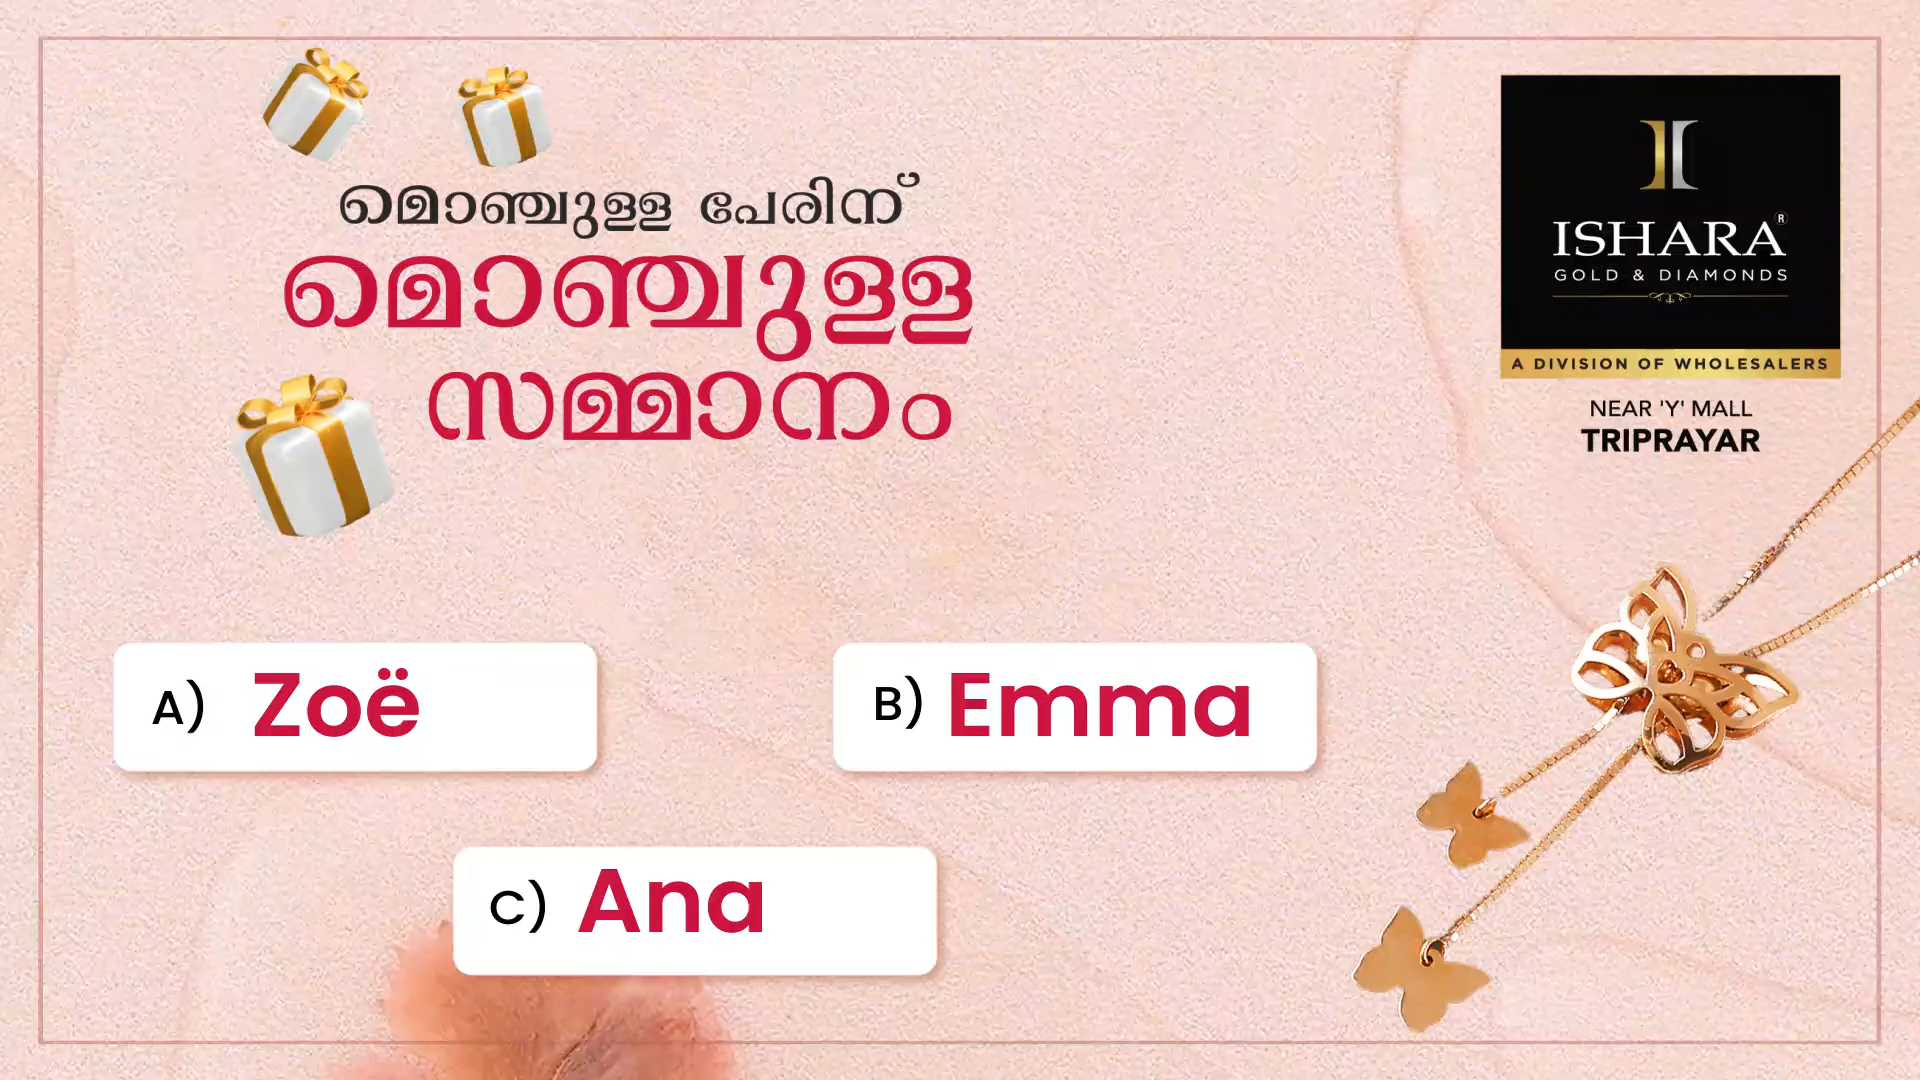 മൊഞ്ചുള്ള പേരിന്
മൊഞ്ചുള്ള
സമ്മാനം
ISHARA®
GOLD & DIAMONDS
A DIVISION OF WHOLESALERS
NEAR 'Y' MALL
TRIPRAYAR
A) Zoë
B) Emma
C) Ana